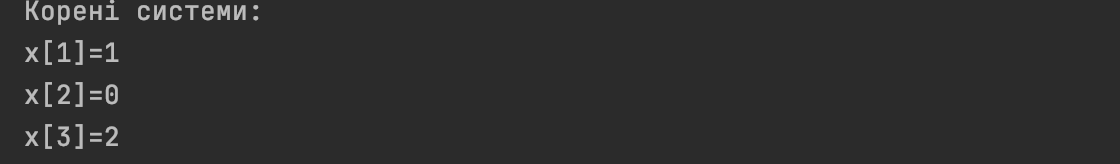 Корені системи:
x[1]=1
x[2]=0
x[3]=2